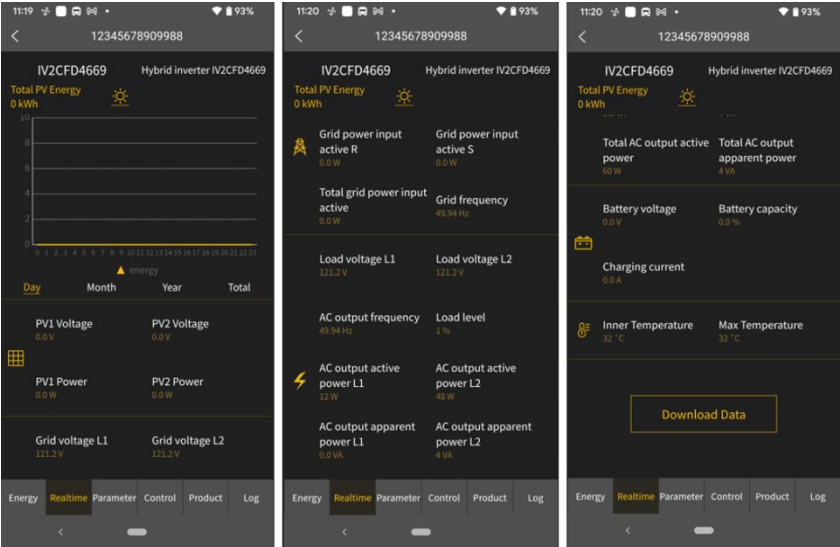 11:19
93%
12345678909988
IV2CFD4669
Hybrid inverter IV2CFD4669
Total PV Energy
0 kWh
10
8
6
4
2
0
0 1 2 3 4 5 6 7 8 9 10 11 12 13 14 15 16 17 18 19 20 21 22 23
energy
Day Month Year Total
PV1 Voltage PV2 Voltage
0.0 V 0.0 V
PV1 Power PV2 Power
0.0 W 0.0 W
Grid voltage L1 Grid voltage L2
121.2 V 121.2 V
Energy Realtime Parameter Control Product Log
11:20
93%
12345678909988
IV2CFD4669
Hybrid inverter IV2CFD4669
Total PV Energy
0 kWh
Grid power input Grid power input
active R active S
0.0 W 0.0 W
Total grid power input
active
0.0 W
Grid frequency
49.94 Hz
Load voltage L1 Load voltage L2
121.2 V 121.2 V
AC output frequency Load level
49.94 Hz 1 %
AC output active AC output active
power L1 power L2
12 W 48 W
AC output apparent AC output apparent
power L1 power L2
0.0 VA 4 VA
Energy Realtime Parameter Control Product Log
11:20
93%
12345678909988
IV2CFD4669
Hybrid inverter IV2CFD4669
Total PV Energy
0 kWh
Total AC output active Total AC output
power apparent power
60 W 4 VA
Battery voltage Battery capacity
0.0 V 0.0 %
Charging current
0.0 A
Inner Temperature Max Temperature
32 °C 32 °C
Download Data
Energy Realtime Parameter Control Product Log